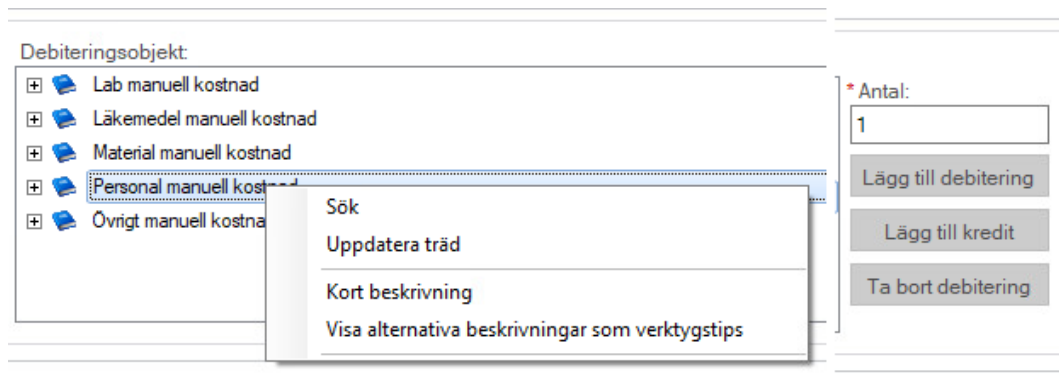 Debiteringsobjekt:
Lab manuell kostnad
Läkemedel manuell kostnad
Material manuell kostnad
Personal manuell kostnad
Övrigt manuell kostna
Sök
Uppdatera träd
Kort beskrivning
Visa alternativa beskrivningar som verktygstips
* Antal:
1
Lägg till debitering
Lägg till kredit
Ta bort debitering